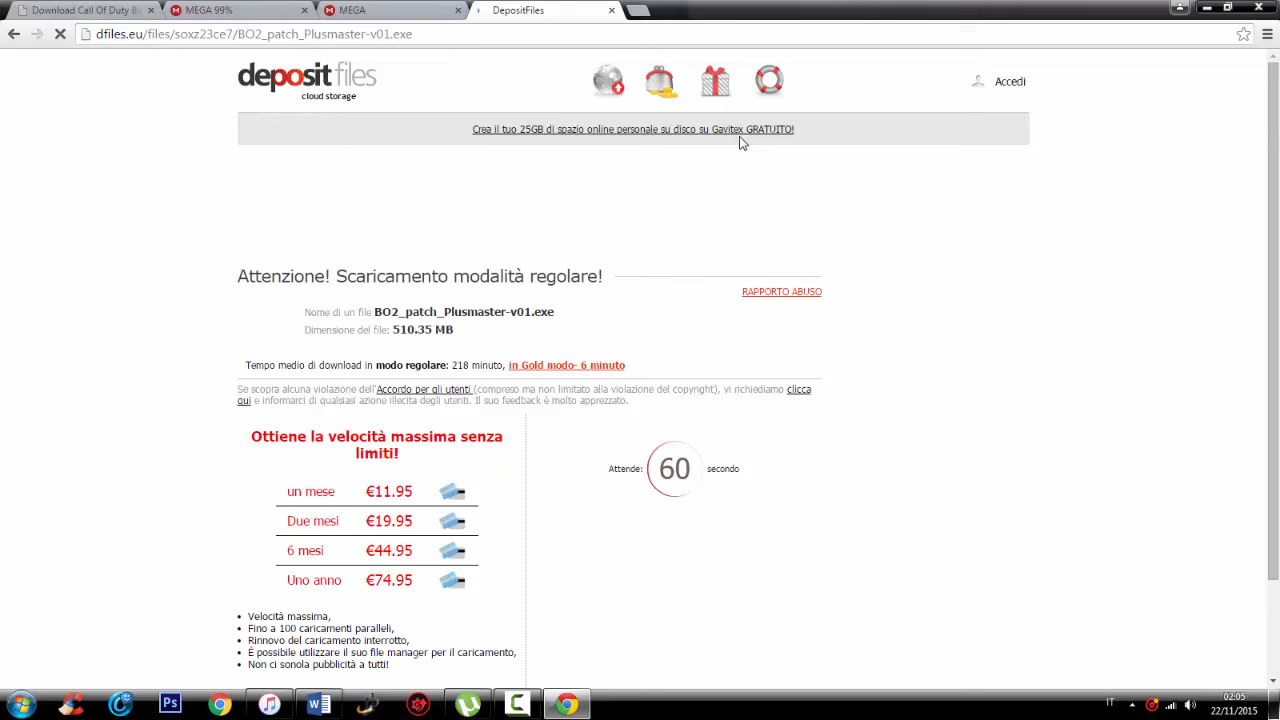 Download Call Of Duty B
MEGA 99%
MEGA
DepositFiles
dfiles.eu/files/soxz23ce7/BO2_patch_Plusmaster-v01.exe
depositfiles
cloud storage
Accedi
Crea il tuo 25GB di spazio online personale su disco su Gavitex GRATUITO!
Attenzione! Scaricamento modalità regolare!
RAPPORTO ABUSO
Nome di un file BO2_patch_Plusmaster-v01.exe
Dimensione del file: 510.35 MB
Tempo medio di download in modo regolare: 218 minuto, in Gold modo- 6 minuto
Se scopra alcuna violazione dell'Accordo per gli utenti (compreso ma non limitato alla violazione del copyright), vi richiediamo clicca
qui e informarci di qualsiasi azione illecita degli utenti. Il suo feedback è molto apprezzato.
Ottiene la velocità massima senza
limiti!
un mese €11.95
Due mesi €19.95
6 mesi €44.95
Uno anno €74.95
Attende: 60 secondo
Velocità massima,
Fino a 100 caricamenti paralleli,
Rinnovo del caricamento interrotto,
È possibile utilizzare il suo file manager per il caricamento,
Non ci sonola pubblicità a tutti!
Ps
IT
02:05
22/11/2015